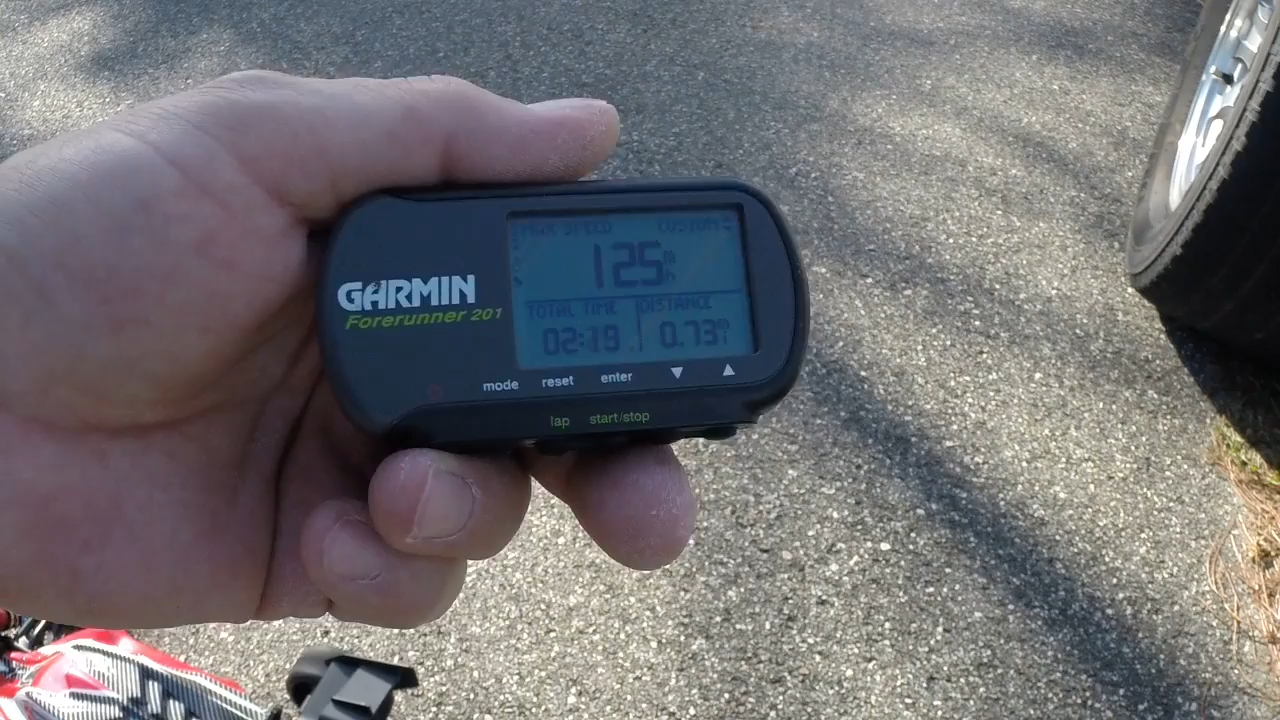 MAX SPEED CUSTOM
125 m/h
TOTAL TIME DISTANCE
02:19 0.73 mi
GARMIN
Forerunner 201
mode reset enter ▼ ▲
lap start/stop